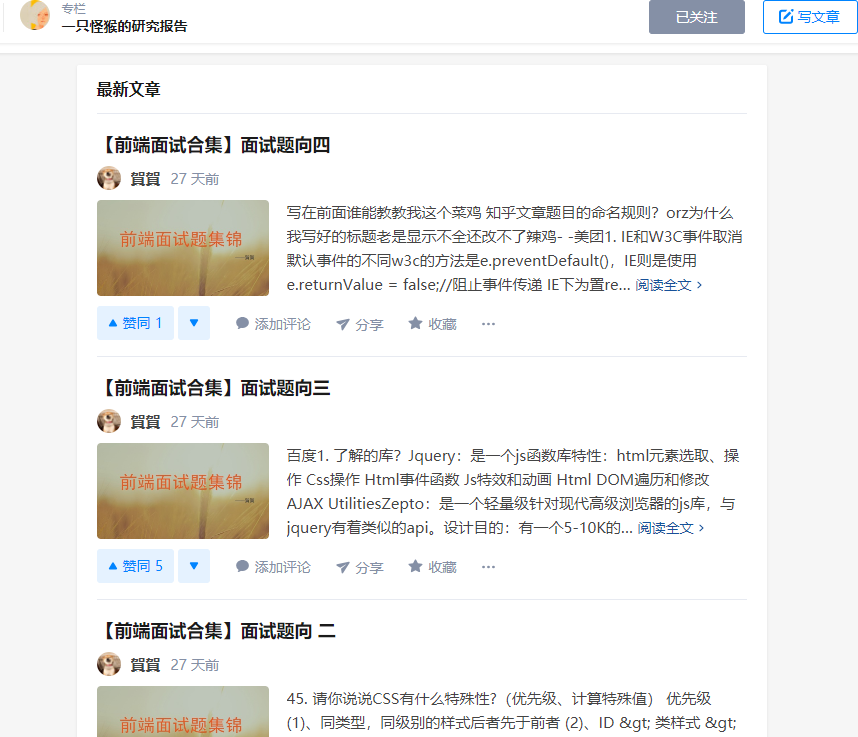 专栏
一只怪猴的研究报告
已关注
写文章
最新文章
【前端面试合集】面试题向四
賀賀 27 天前
前端面试题集锦
写在前面谁能教教我这个菜鸡 知乎文章题目的命名规则？orz为什么
我写好的标题老是显示不全还改不了辣鸡- -美团1. IE和W3C事件取消
默认事件的不同w3c的方法是e.preventDefault()，IE则是使用
e.returnValue = false;//阻止事件传递 IE下为置re... 阅读全文 ›
赞同 1
添加评论 分享 收藏 ···
【前端面试合集】面试题向三
賀賀 27 天前
前端面试题集锦
百度1. 了解的库？Jquery：是一个js函数库特性：html元素选取、操
作 Css操作 Html事件函数 Js特效和动画 Html DOM遍历和修改
AJAX UtilitiesZepto：是一个轻量级针对现代高级浏览器的js库，与
jquery有着类似的api。设计目的：有一个5-10K的... 阅读全文 ›
赞同 5
添加评论 分享 收藏 ···
【前端面试合集】面试题向 二
賀賀 27 天前
前端面试题集锦
45. 请你说说CSS有什么特殊性?（优先级、计算特殊值） 优先级
(1)、同类型，同级别的样式后者先于前者 (2)、ID &gt; 类样式 &gt;